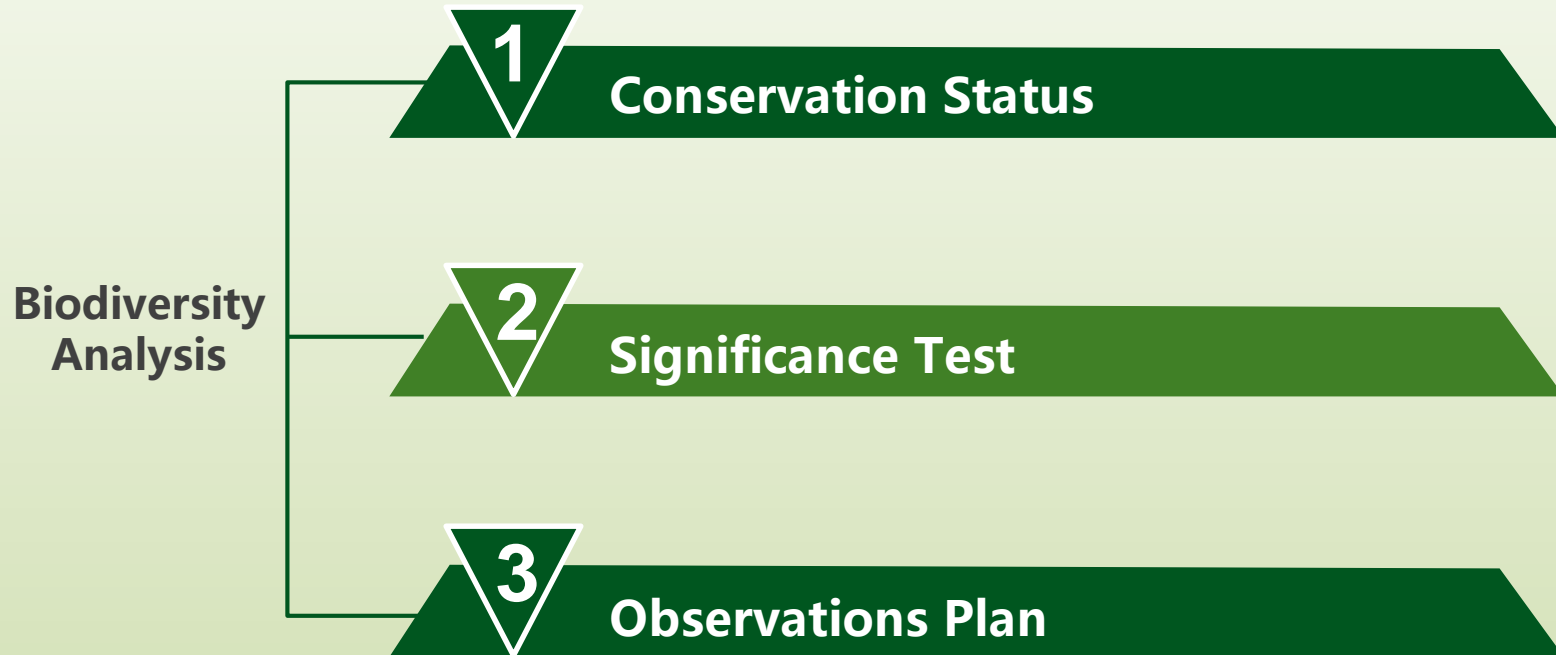 Biodiversity
Analysis
1
Conservation Status
2
Significance Test
3
Observations Plan